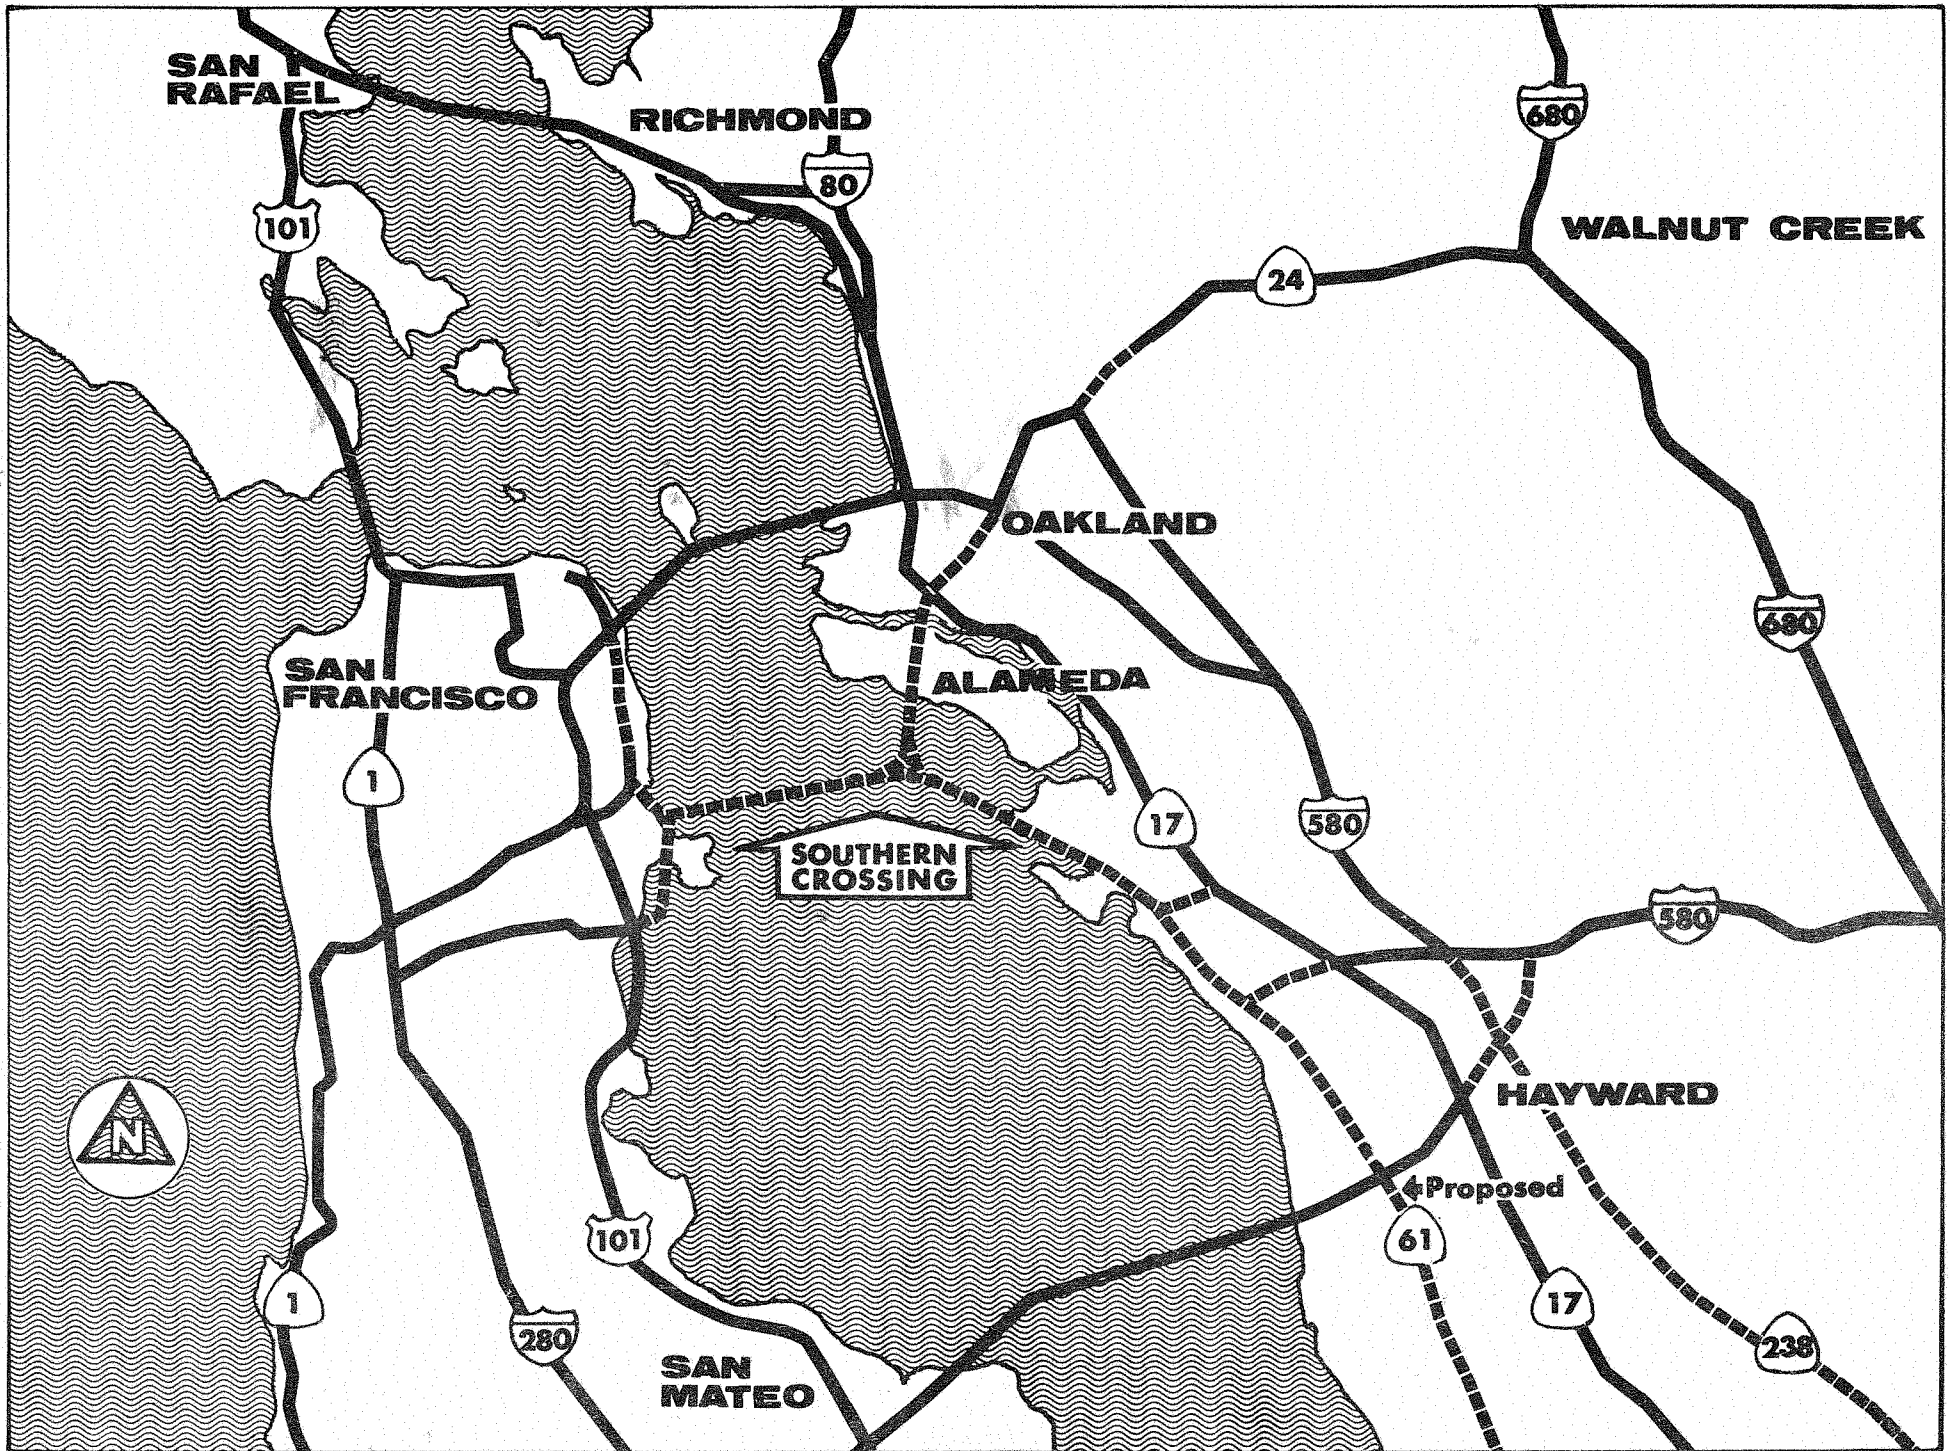 SAN
RAFAEL
RICHMOND
680
80
101
WALNUT CREEK
24
OAKLAND
680
SAN
FRANCISCO
ALAMEDA
1
17
580
SOUTHERN
CROSSING
580
HAYWARD
N
Proposed
101
61
1
17
280
238
SAN
MATEO